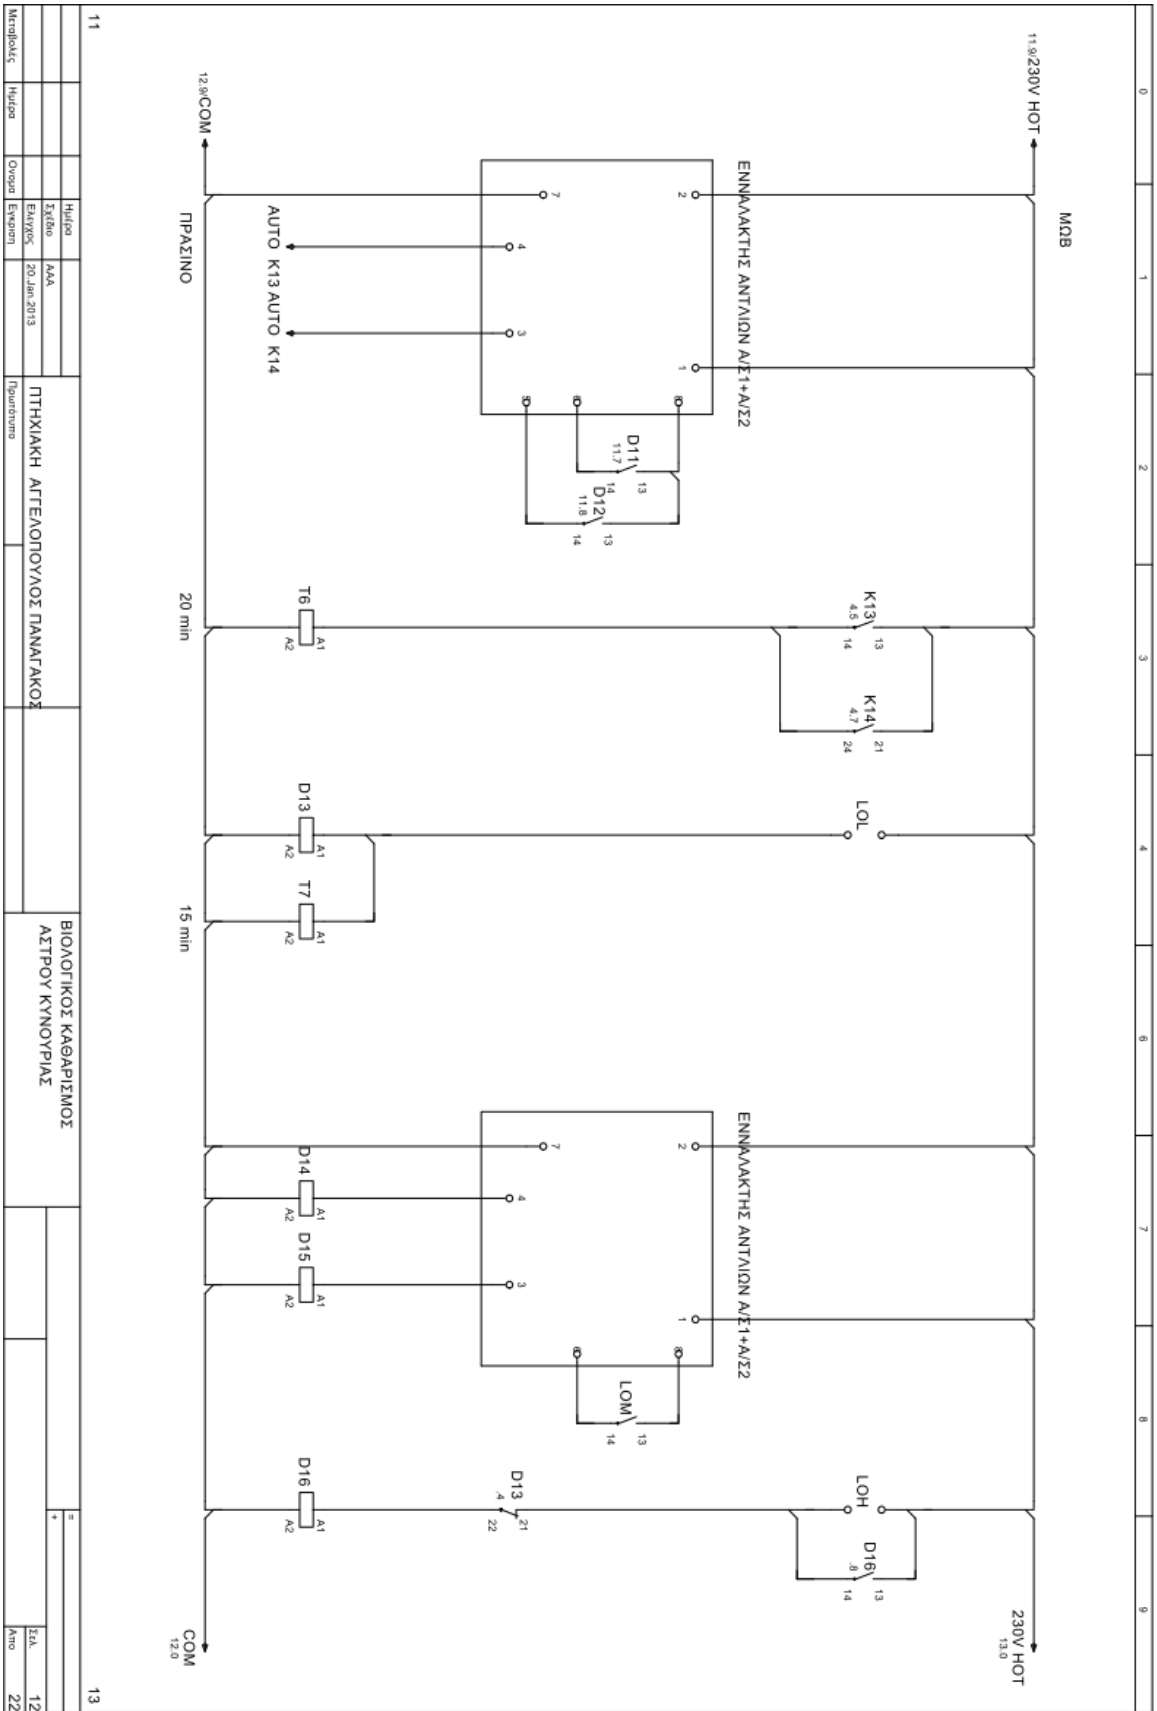 0
1
2
3
4
6
7
8
9
11.9/230V HOT
ΜΩΒ
230V HOT
13.0
ΕΝΝΑΛΑΚΤΗΣ ΑΝΤΛΙΩΝ Α/Σ1+Α/Σ2
2
1
7
4
3
D11
11.7
13
14
D12
11.8
13
14
K13
4.5
13
14
K14
4.7
21
24
LOL
ΕΝΝΑΛΑΚΤΗΣ ΑΝΤΛΙΩΝ Α/Σ1+Α/Σ2
2
1
7
4
3
LOM
13
14
LOH
D16
.8
13
14
D13
.4
21
22
AUTO K13 AUTO K14
T6
A1
A2
D13
A1
A2
T7
A1
A2
D14
A1
A2
D15
A1
A2
D16
A1
A2
12.9/COM
ΠΡΑΣΙΝΟ
20 min
15 min
COM
12.0
11
13
Ημέρα
Σχέδιο ΑΑΑ
Ελεγχος 20.Jan.2013
Μεταβολές Ημέρα Ονομα Εγκριση Πρωτότυπο
ΠΤΗΧΙΑΚΗ ΑΓΓΕΛΟΠΟΥΛΟΣ ΠΑΝΑΓΑΚΟΣ
ΒΙΟΛΟΓΙΚΟΣ ΚΑΘΑΡΙΣΜΟΣ
ΑΣΤΡΟΥ ΚΥΝΟΥΡΙΑΣ
=
+
Σελ. 12
Απο 22